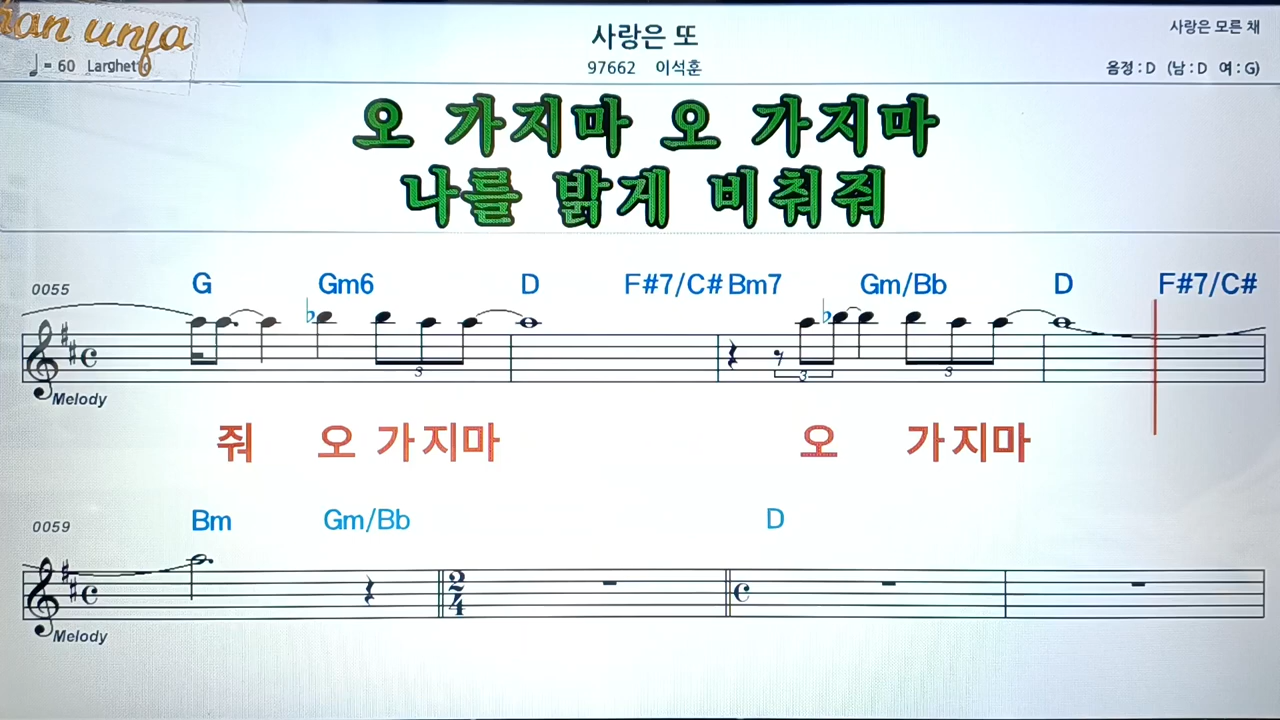 사랑은 또
사랑은 모른 채
= 60 Larghetto
97662 이석훈
음정 : D (남 : D 여 : G)
오 가지마 오 가지마
나를 밝게 비춰줘
0055 G Gm6 D F#7/C# Bm7 Gm/Bb D F#7/C#
3 3 3
Melody
줘 오 가지마 오 가지마
0059 Bm Gm/Bb D
2
4
Melody